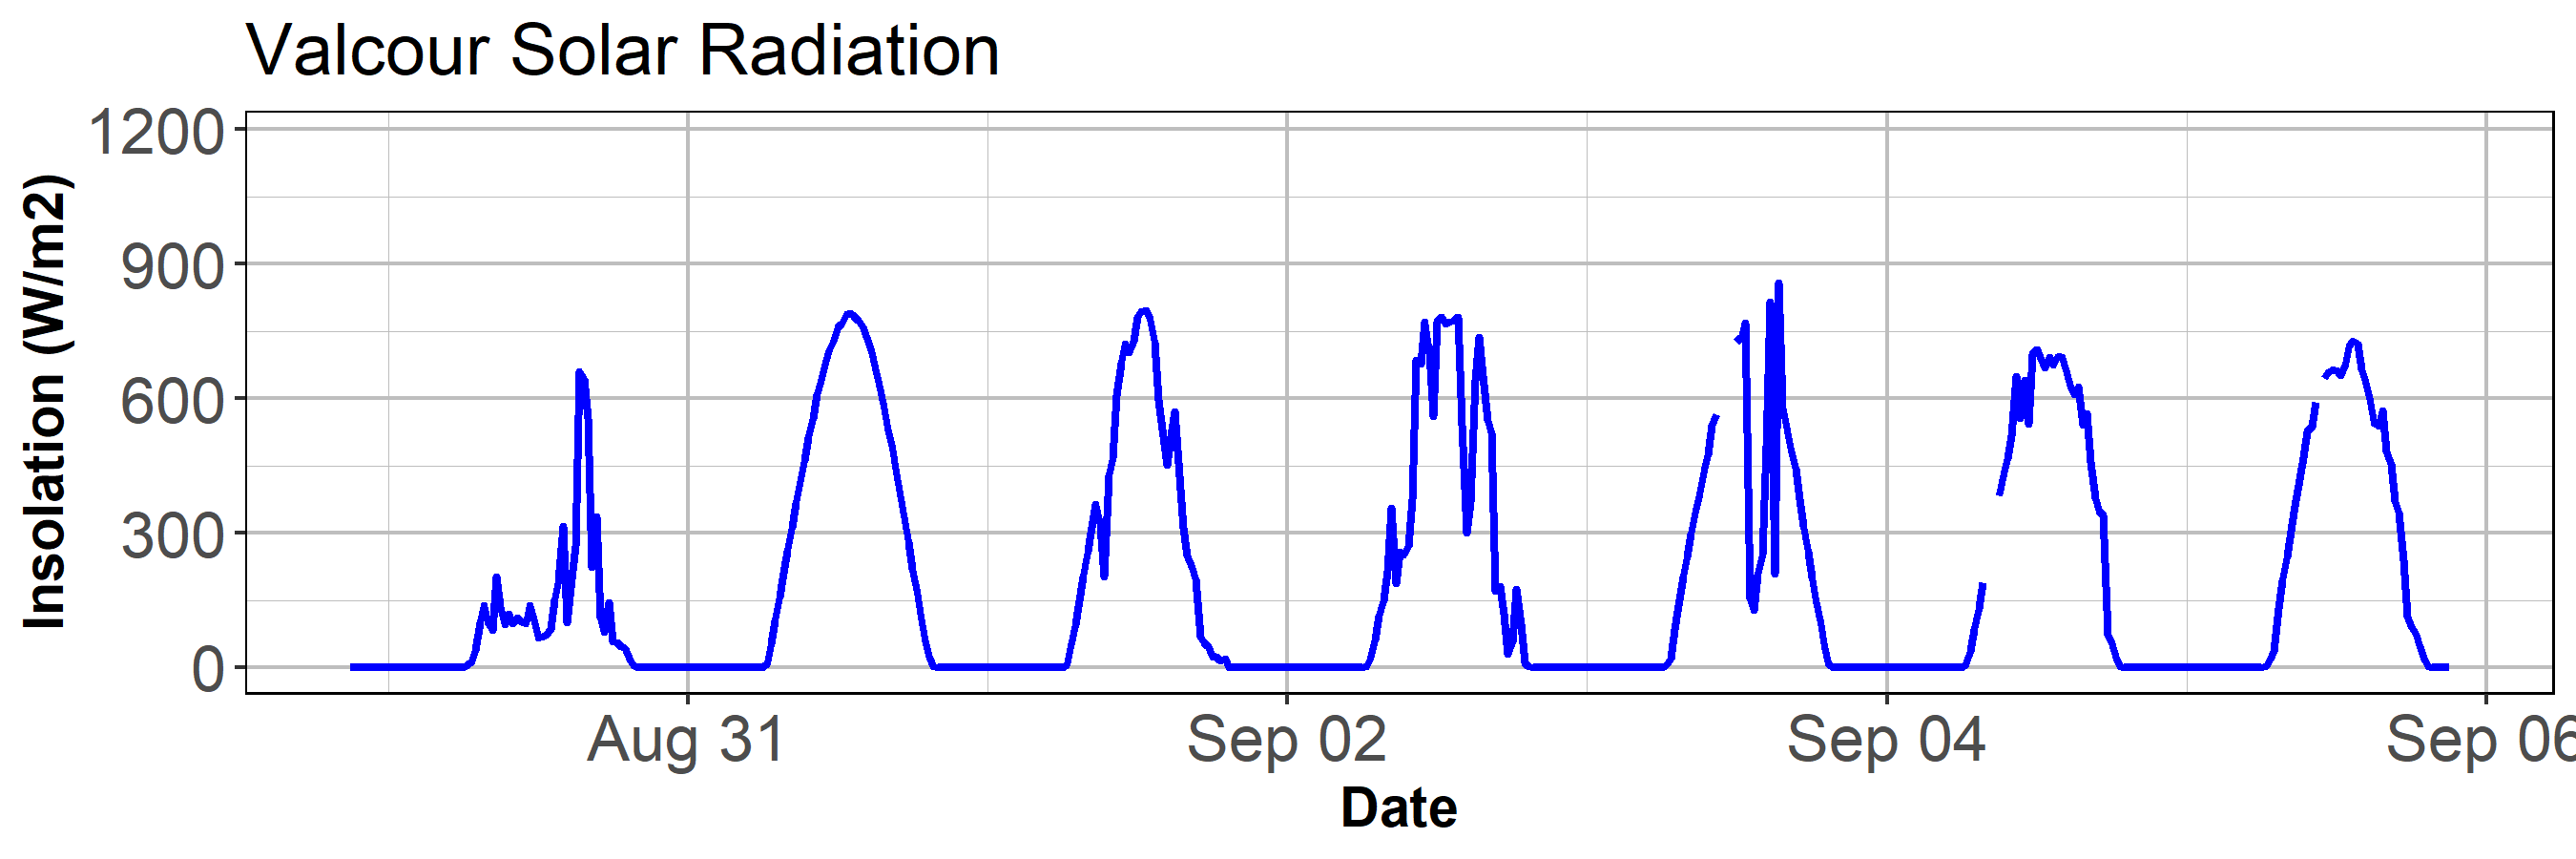 Valcour Solar Radiation
1200
900
600
300
0
Insolation (W/m2)
Aug 31 Sep 02 Sep 04 Sep 06
Date